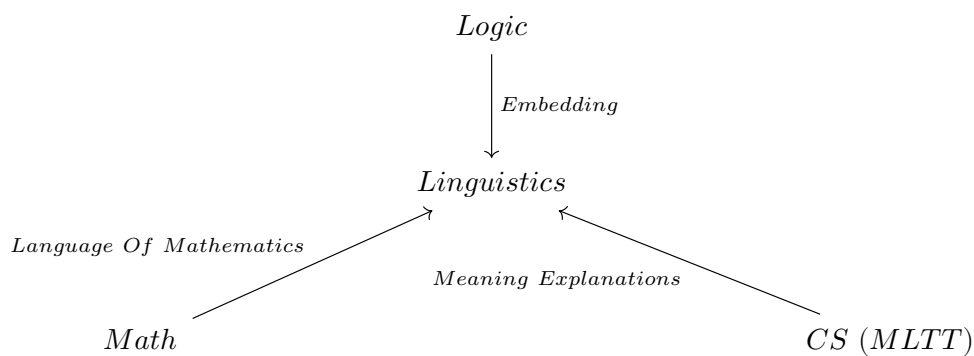 Logic
Embedding
Linguistics
Language Of Mathematics
Meaning Explanations
Math
CS (MLTT)